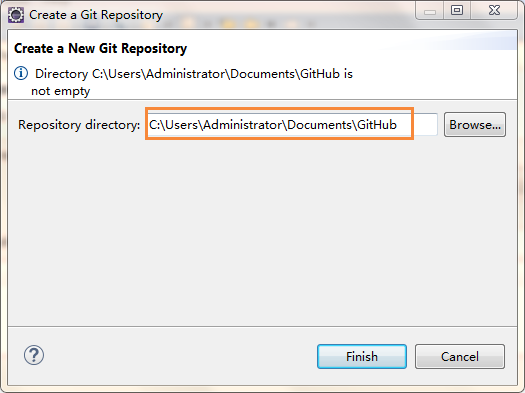 Create a Git Repository
Create a New Git Repository
Directory C:\Users\Administrator\Documents\GitHub is
not empty
Repository directory: C:\Users\Administrator\Documents\GitHub Browse...
? Finish Cancel